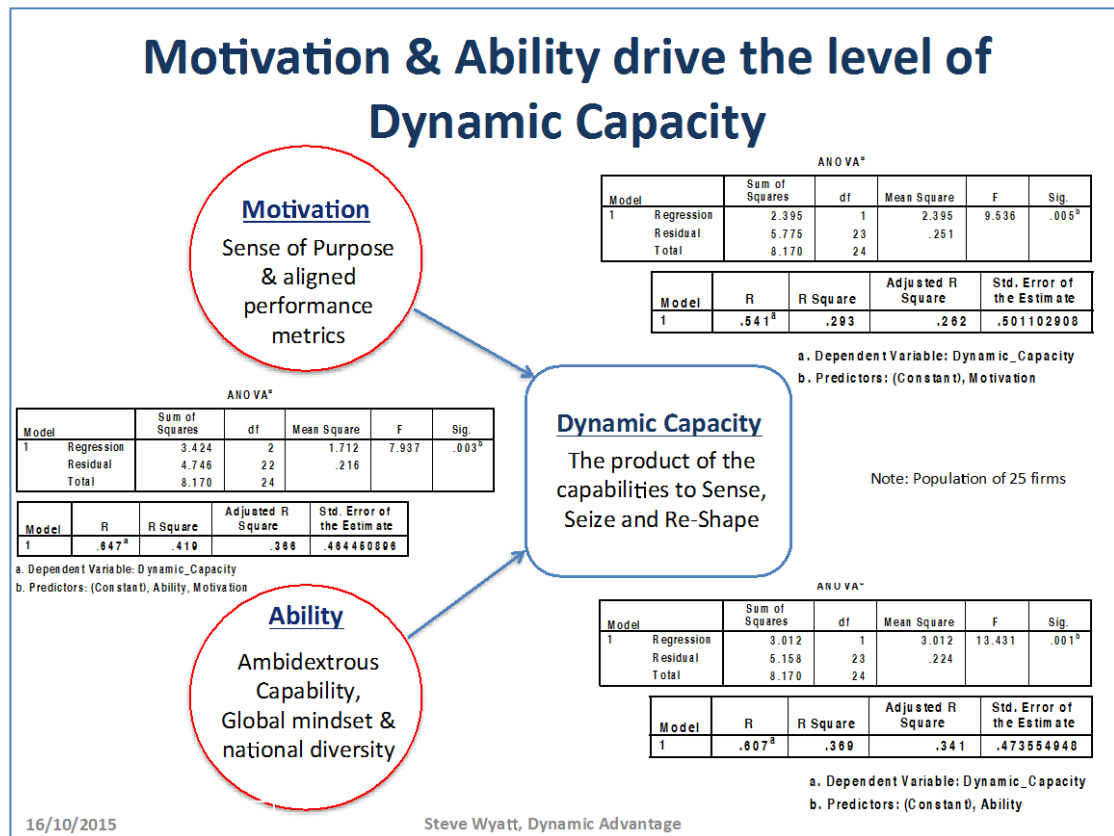 Motivation & Ability drive the level of
Dynamic Capacity
Motivation
Sense of Purpose
& aligned
performance
metrics
ANOVAa
Model Sum of Squares df Mean Square F Sig.
1 Regression 2.395 1 2.395 9.536 .005b
Residual 5.775 23 .251
Total 8.170 24
Model R R Square Adjusted R Square Std. Error of the Estimate
1 .541a .293 .262 .501102908
a. Dependent Variable: Dynamic_Capacity
b. Predictors: (Constant), Motivation
ANOVAa
Model Sum of Squares df Mean Square F Sig.
1 Regression 3.424 2 1.712 7.937 .003b
Residual 4.746 22 .216
Total 8.170 24
Model R R Square Adjusted R Square Std. Error of the Estimate
1 .647a .419 .366 .464450896
a. Dependent Variable: Dynamic_Capacity
b. Predictors: (Constant), Ability, Motivation
Dynamic Capacity
The product of the
capabilities to Sense,
Seize and Re-Shape
Note: Population of 25 firms
Ability
Ambidextrous
Capability,
Global mindset &
national diversity
ANOVAa
Model Sum of Squares df Mean Square F Sig.
1 Regression 3.012 1 3.012 13.431 .001b
Residual 5.158 23 .224
Total 8.170 24
Model R R Square Adjusted R Square Std. Error of the Estimate
1 .607a .369 .341 .473554948
a. Dependent Variable: Dynamic_Capacity
b. Predictors: (Constant), Ability
16/10/2015
Steve Wyatt, Dynamic Advantage